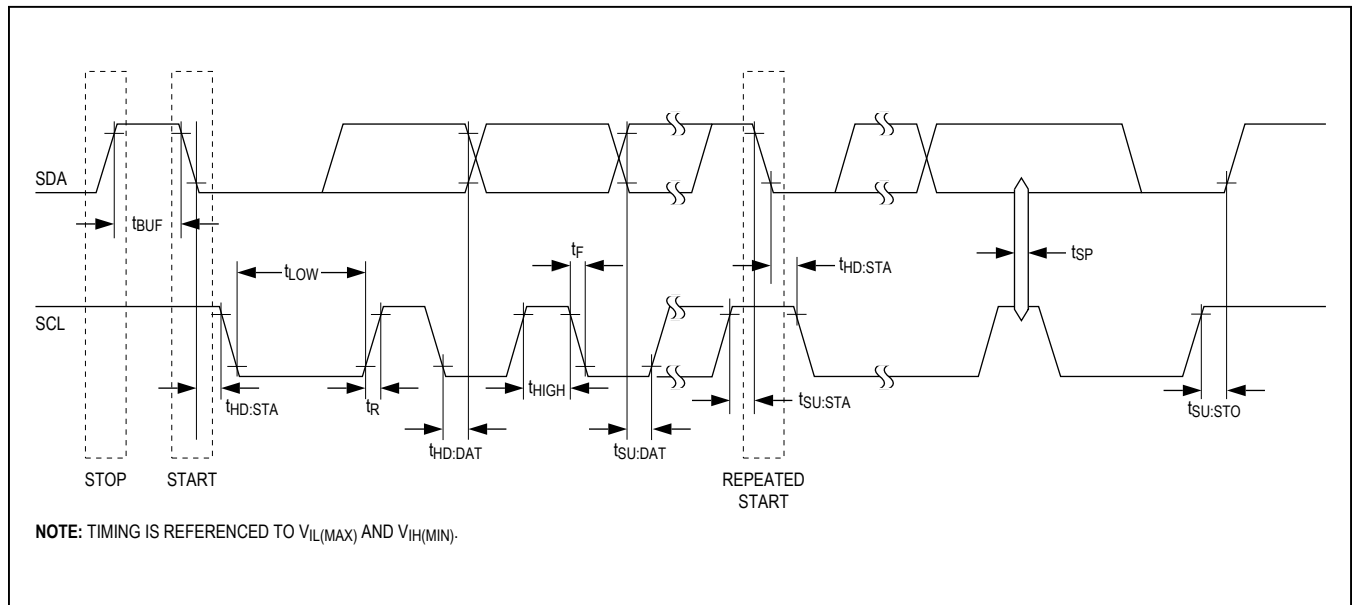 SDA
tBUF
tF
tSP
tLOW
tHD:STA
SCL
tHD:STA
tR
tHIGH
tSU:STA
tSU:STO
tHD:DAT
tSU:DAT
STOP
START
REPEATED
START
NOTE: TIMING IS REFERENCED TO VIL(MAX) AND VIH(MIN).